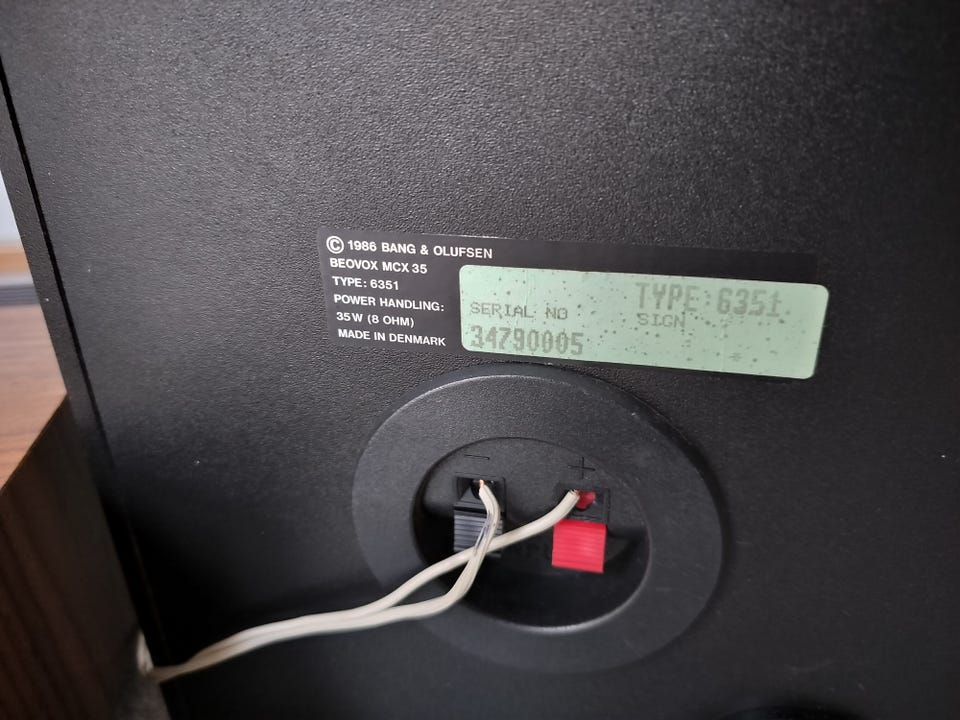 © 1986 BANG & OLUFSEN
BEOVOX MCX 35
TYPE: 6351
POWER HANDLING:
35W (8 OHM)
MADE IN DENMARK
TYPE:6351
SERIAL NO
SIGN
34790005
−
+